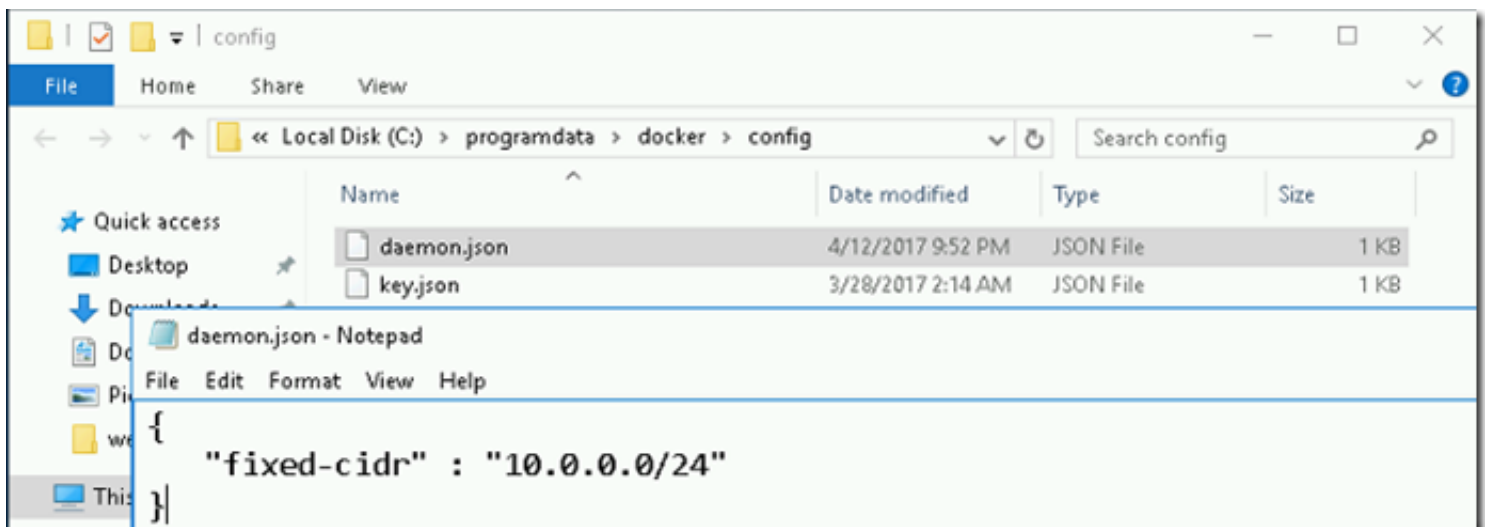 config
File Home Share View
« Local Disk (C:) > programdata > docker > config Search config
Name Date modified Type Size
Quick access
daemon.json 4/12/2017 9:52 PM JSON File 1 KB
Desktop
key.json 3/28/2017 2:14 AM JSON File 1 KB
daemon.json - Notepad
File Edit Format View Help
{
"fixed-cidr" : "10.0.0.0/24"
}